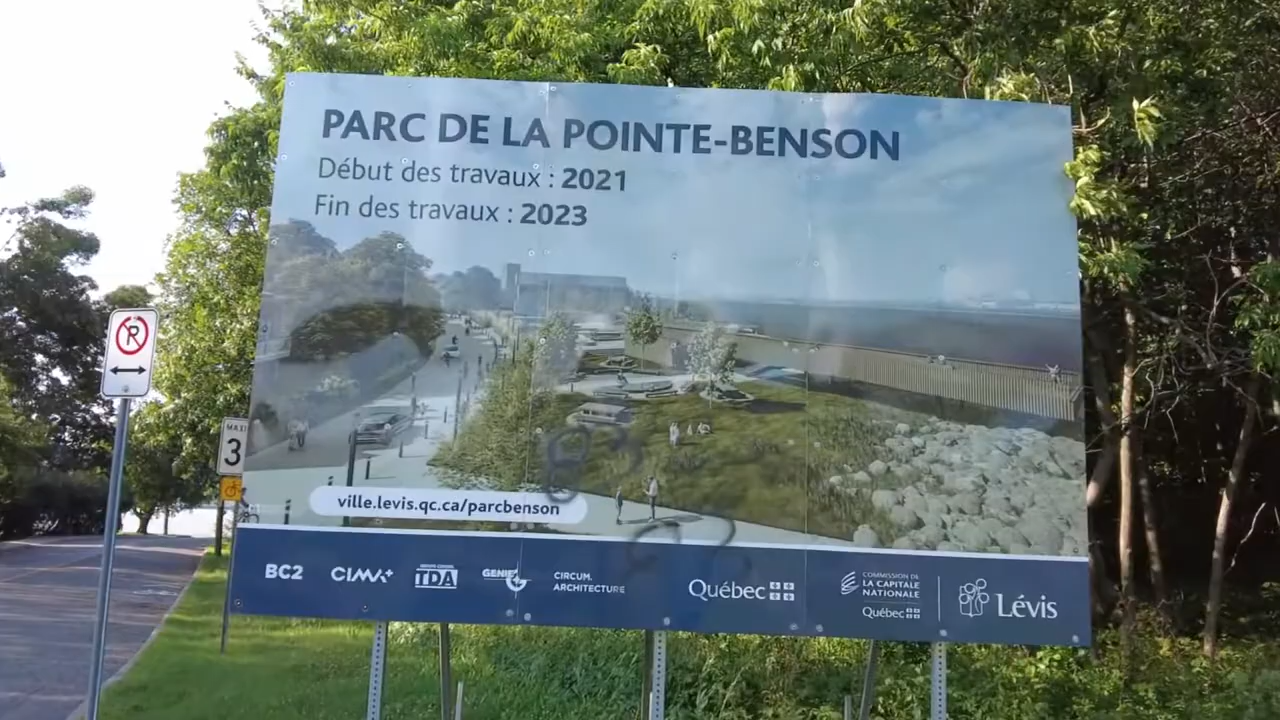 PARC DE LA POINTE-BENSON
Début des travaux : 2021
Fin des travaux : 2023
P
MAXI
3
ville.levis.qc.ca/parcbenson
BC2
CIMA+
TDA
GENIE
CIRCUM.
ARCHITECTURE
Québec
COMMISSION DE
LA CAPITALE
NATIONALE
Québec
Lévis